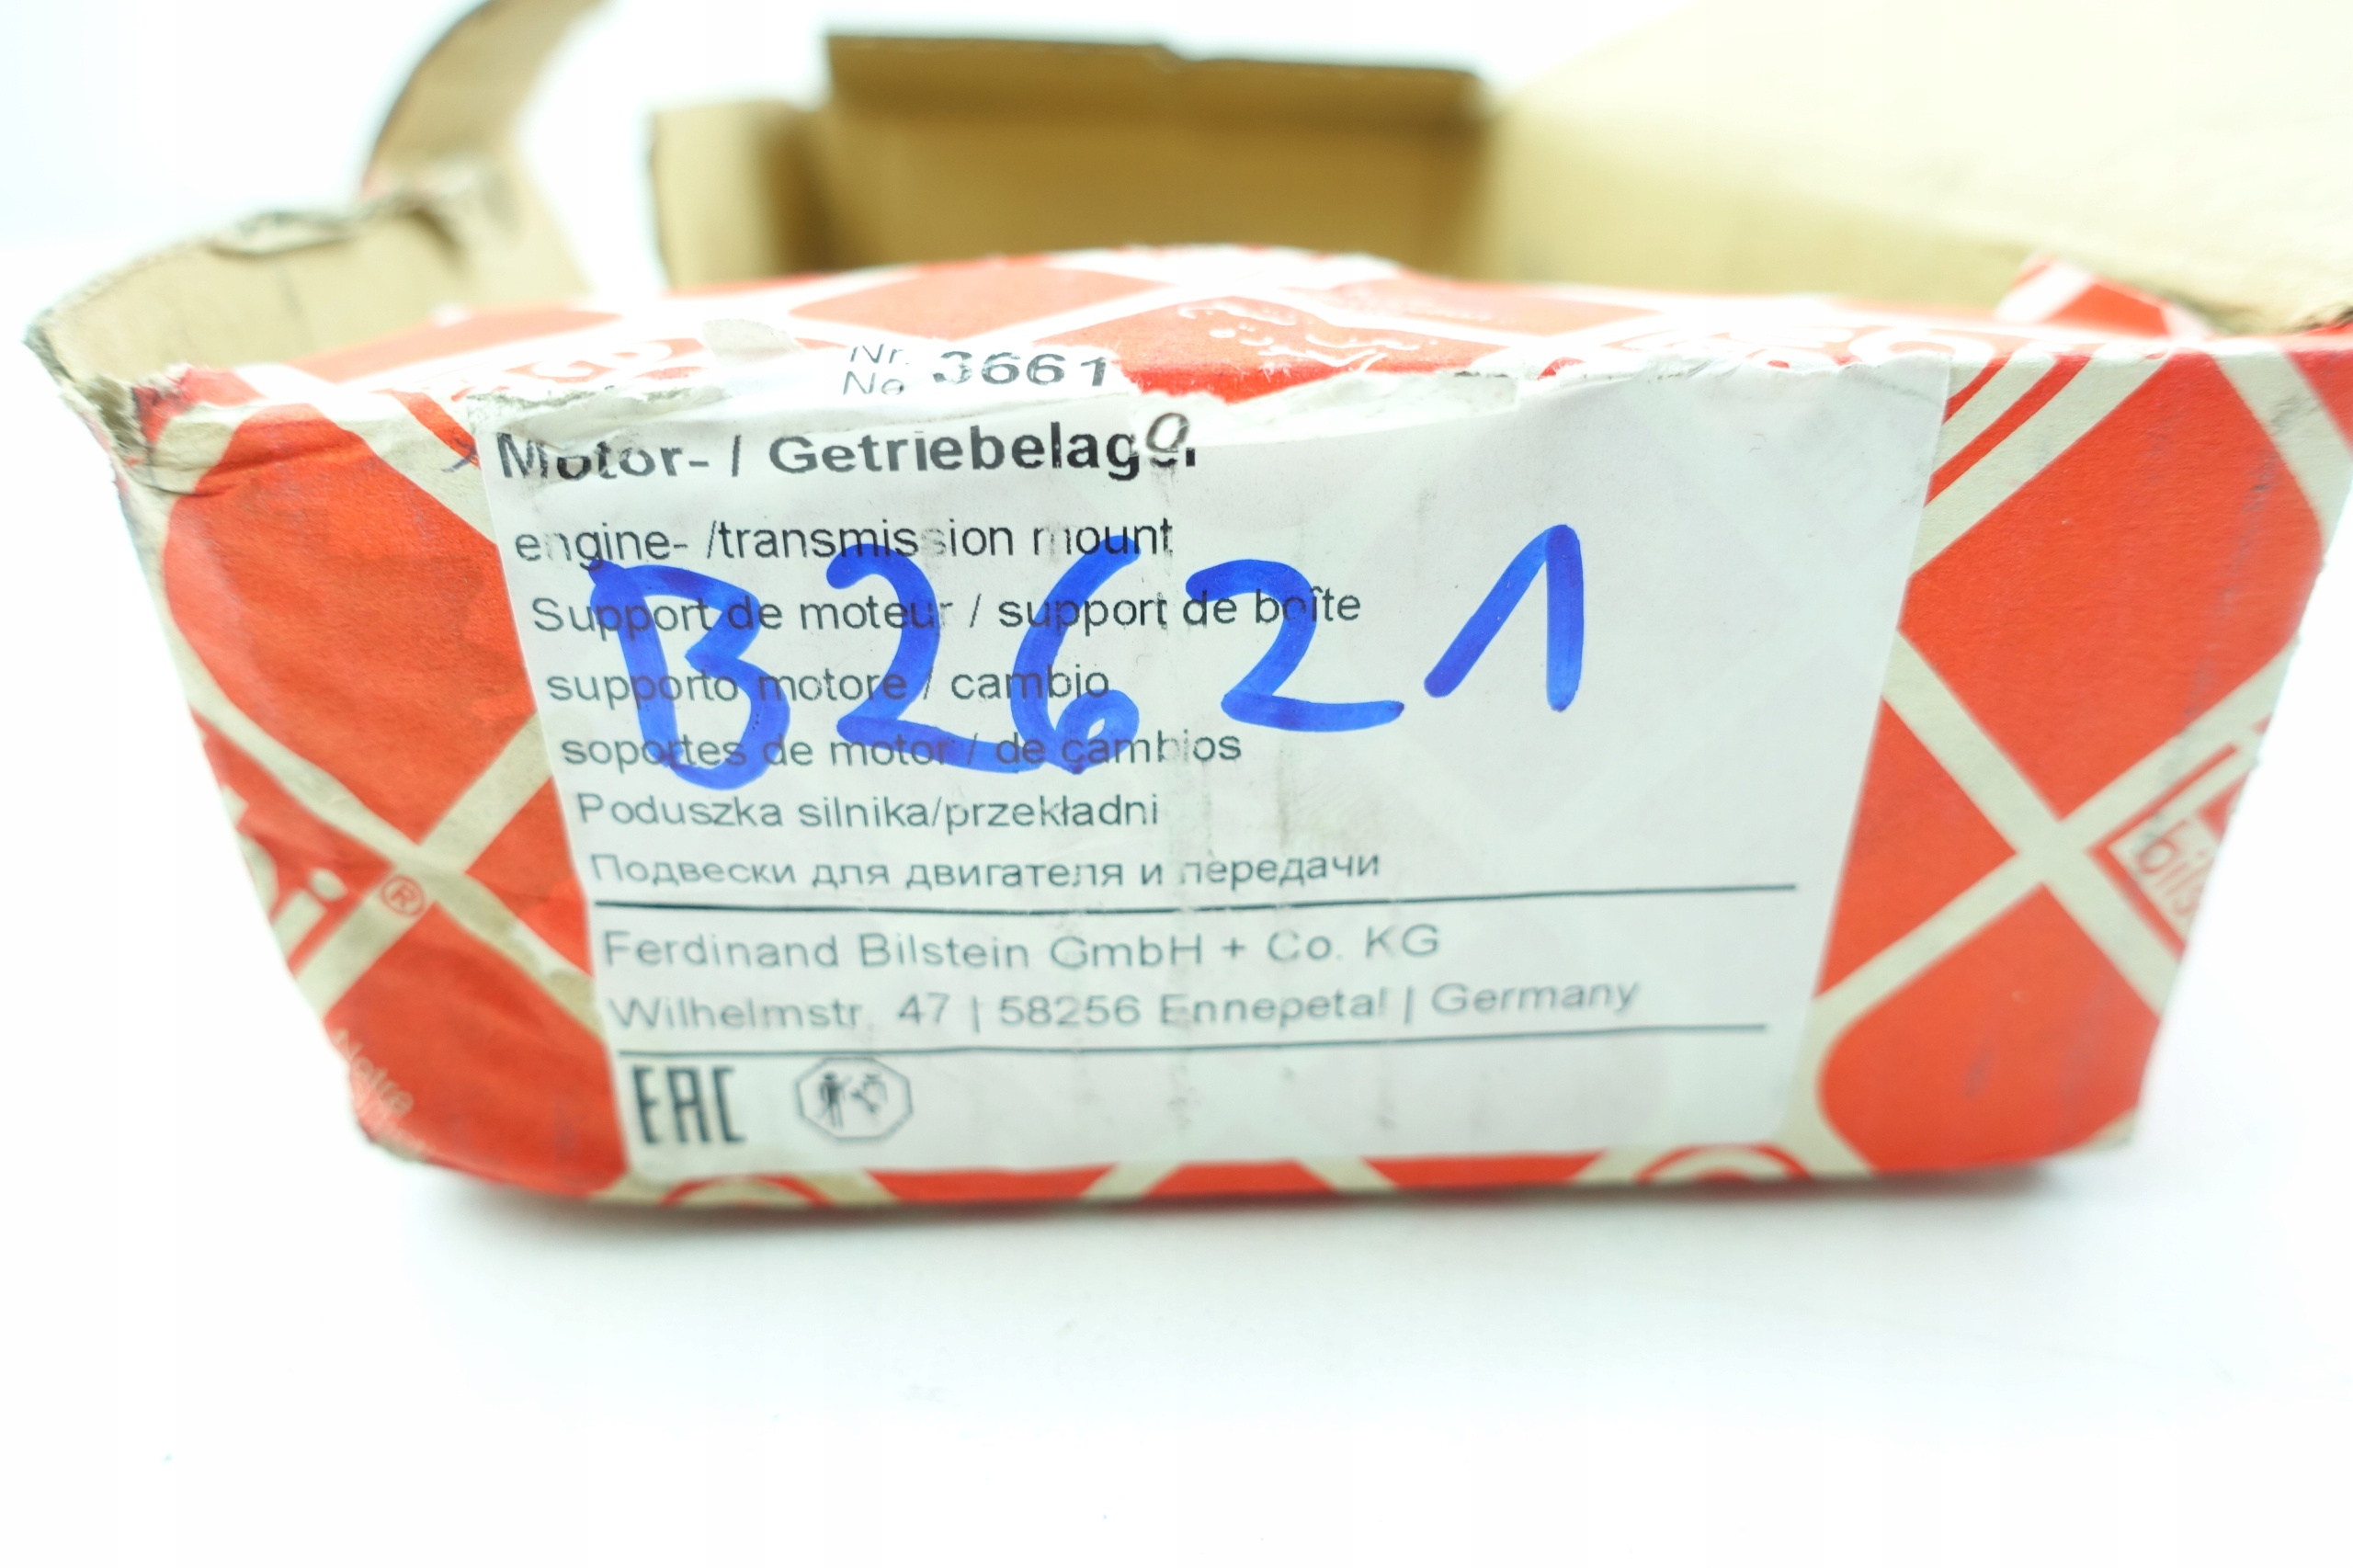 Nr.
No 3661
Motor- / Getriebelager
engine- /transmission mount
Support de moteur / support de boîte
supporto motore / cambio
soportes de motor / de cambios
B2621
Poduszka silnika/przekładni
Подвески для двигателя и передачи
Ferdinand Bilstein GmbH + Co. KG
Wilhelmstr. 47 | 58256 Ennepetal | Germany
EAC
®
bils
Notre